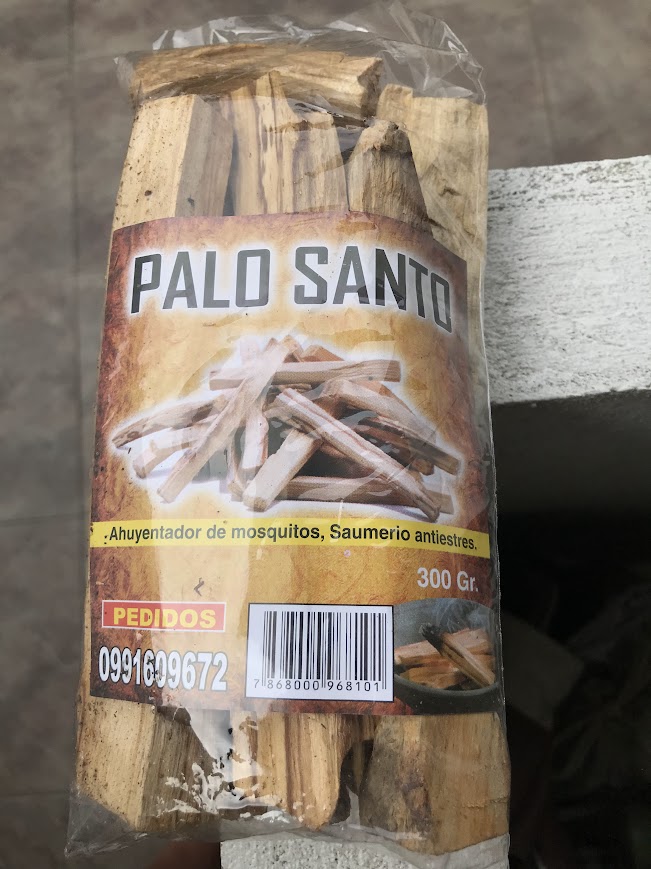 PALO SANTO
Ahuyentador de mosquitos, Saumerio antiestres.
300 Gr.
PEDIDOS
0991609672
7 868000 968101